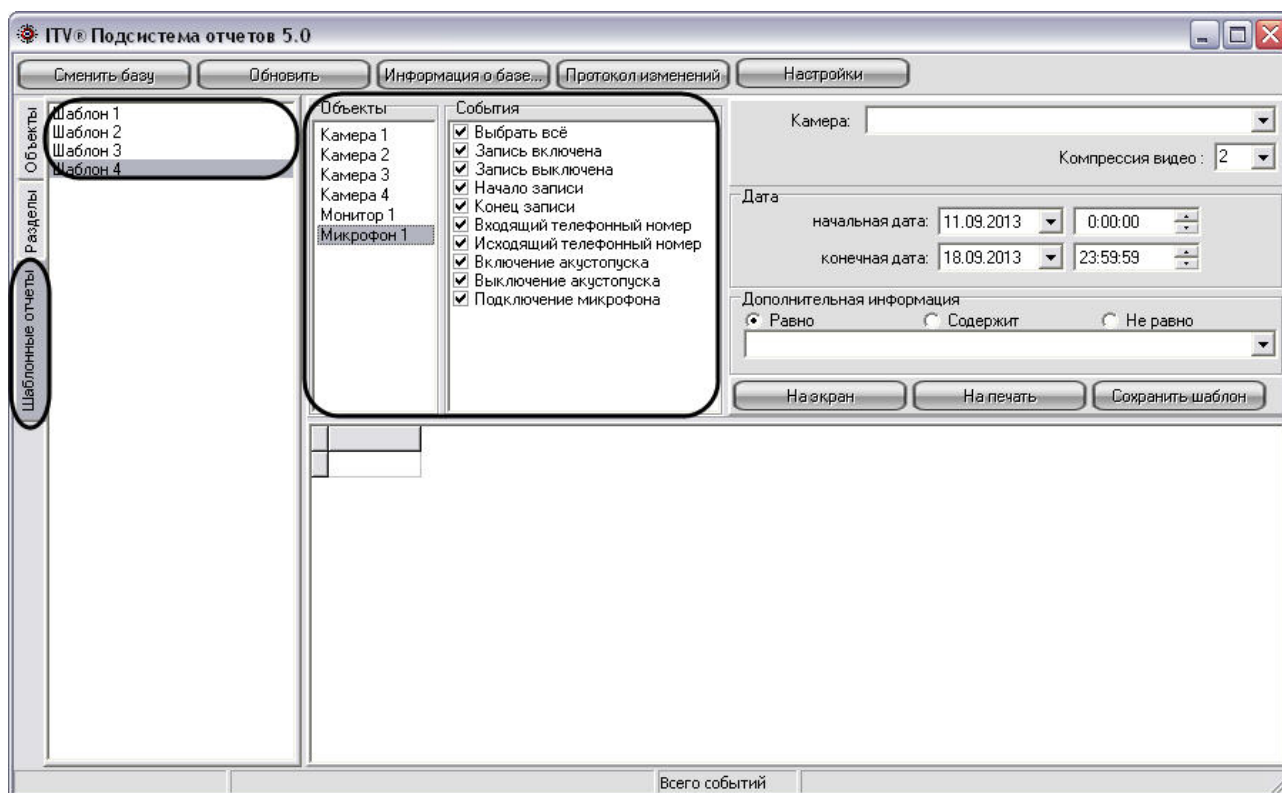 ITV® Подсистема отчетов 5.0
Сменить базу
Обновить
Информация о базе...
Протокол изменений
Настройки
Объекты
Разделы
Шаблонные отчеты
Шаблон 1
Шаблон 2
Шаблон 3
Шаблон 4
Объекты
Камера 1
Камера 2
Камера 3
Камера 4
Монитор 1
Микрофон 1
События
Выбрать всё
Запись включена
Запись выключена
Начало записи
Конец записи
Входящий телефонный номер
Исходящий телефонный номер
Включение акустопуска
Выключение акустопуска
Подключение микрофона
Камера:
Компрессия видео : 2
Дата
начальная дата: 11.09.2013 0:00:00
конечная дата: 18.09.2013 23:59:59
Дополнительная информация
Равно Содержит Не равно
На экран
На печать
Сохранить шаблон
Всего событий